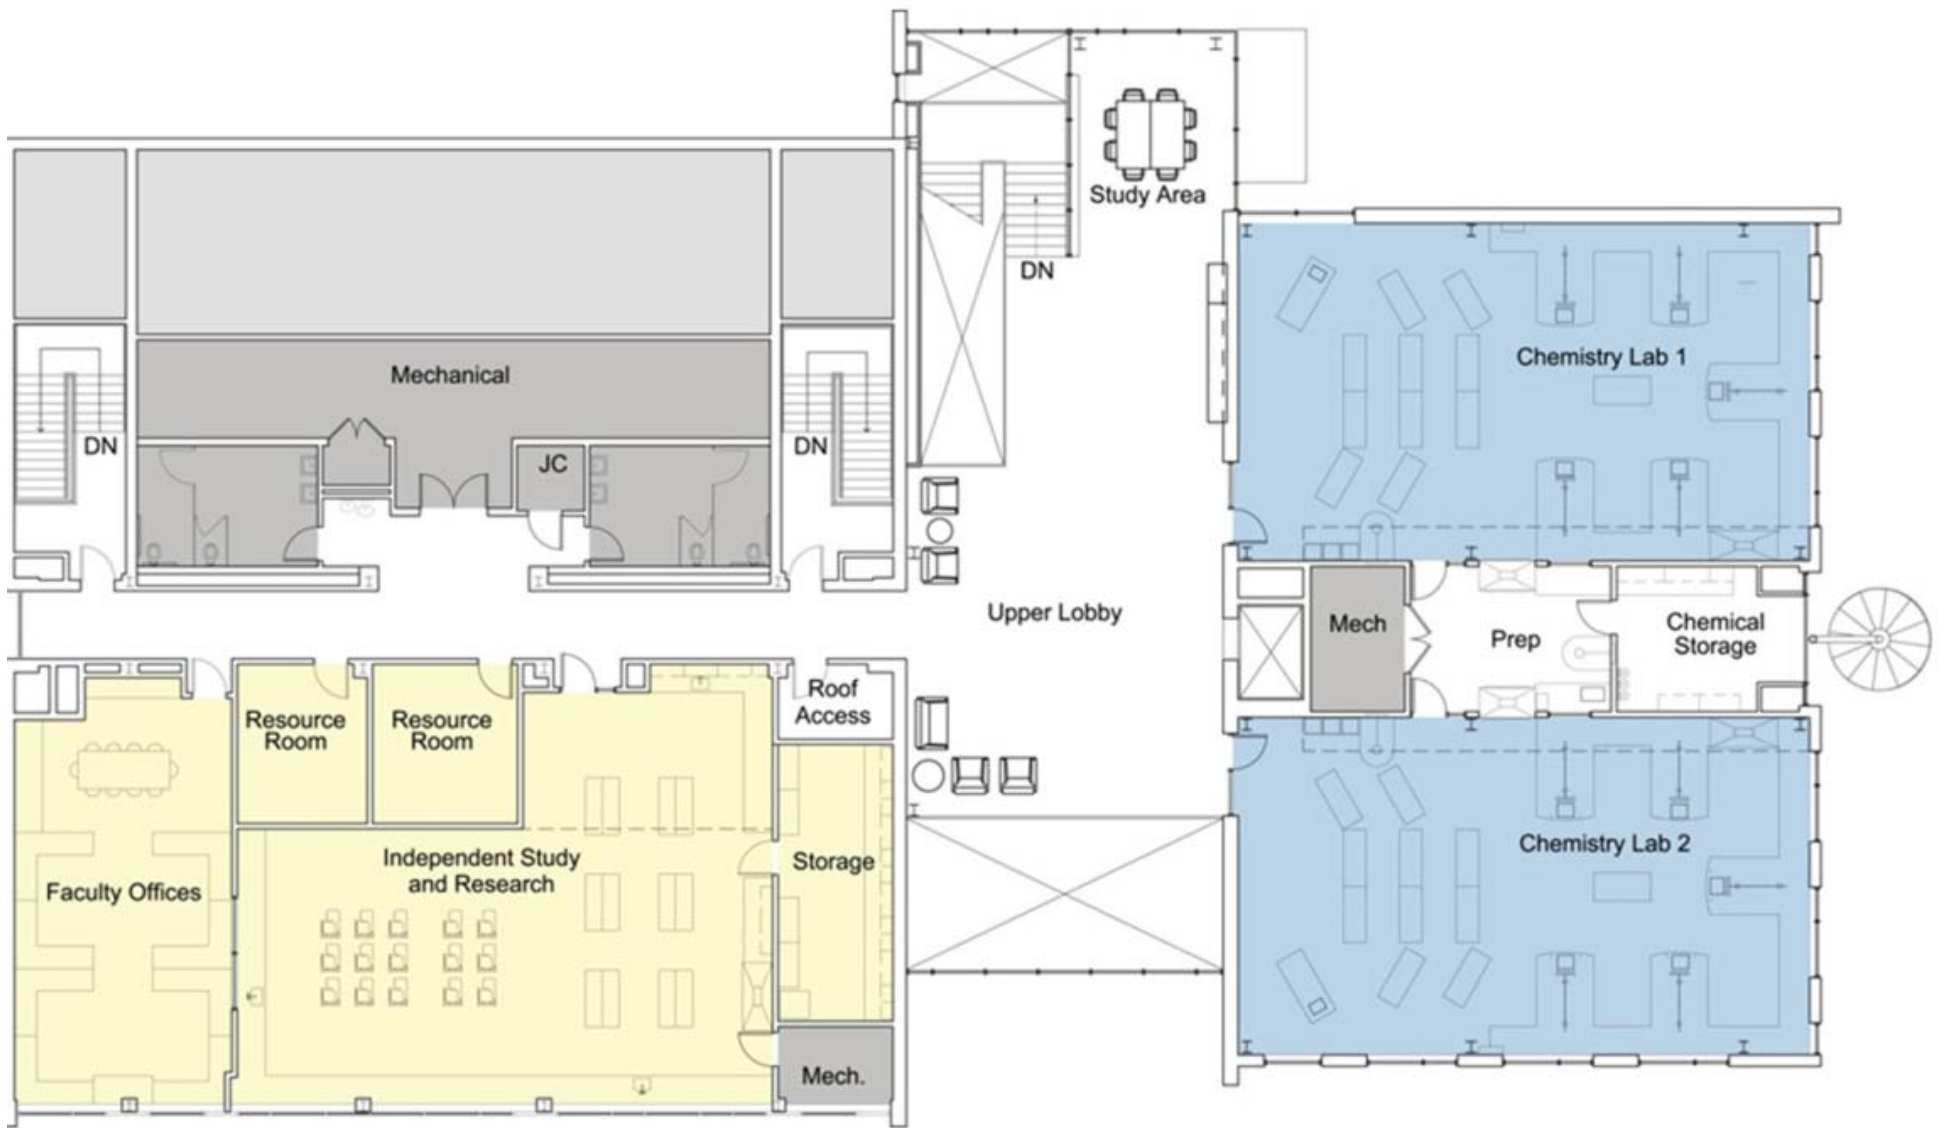 Study Area
DN
Mechanical
DN
JC
DN
Chemistry Lab 1
Upper Lobby
Mech
Prep
Chemical
Storage
Resource
Room
Resource
Room
Roof
Access
Faculty Offices
Independent Study
and Research
Storage
Chemistry Lab 2
Mech.